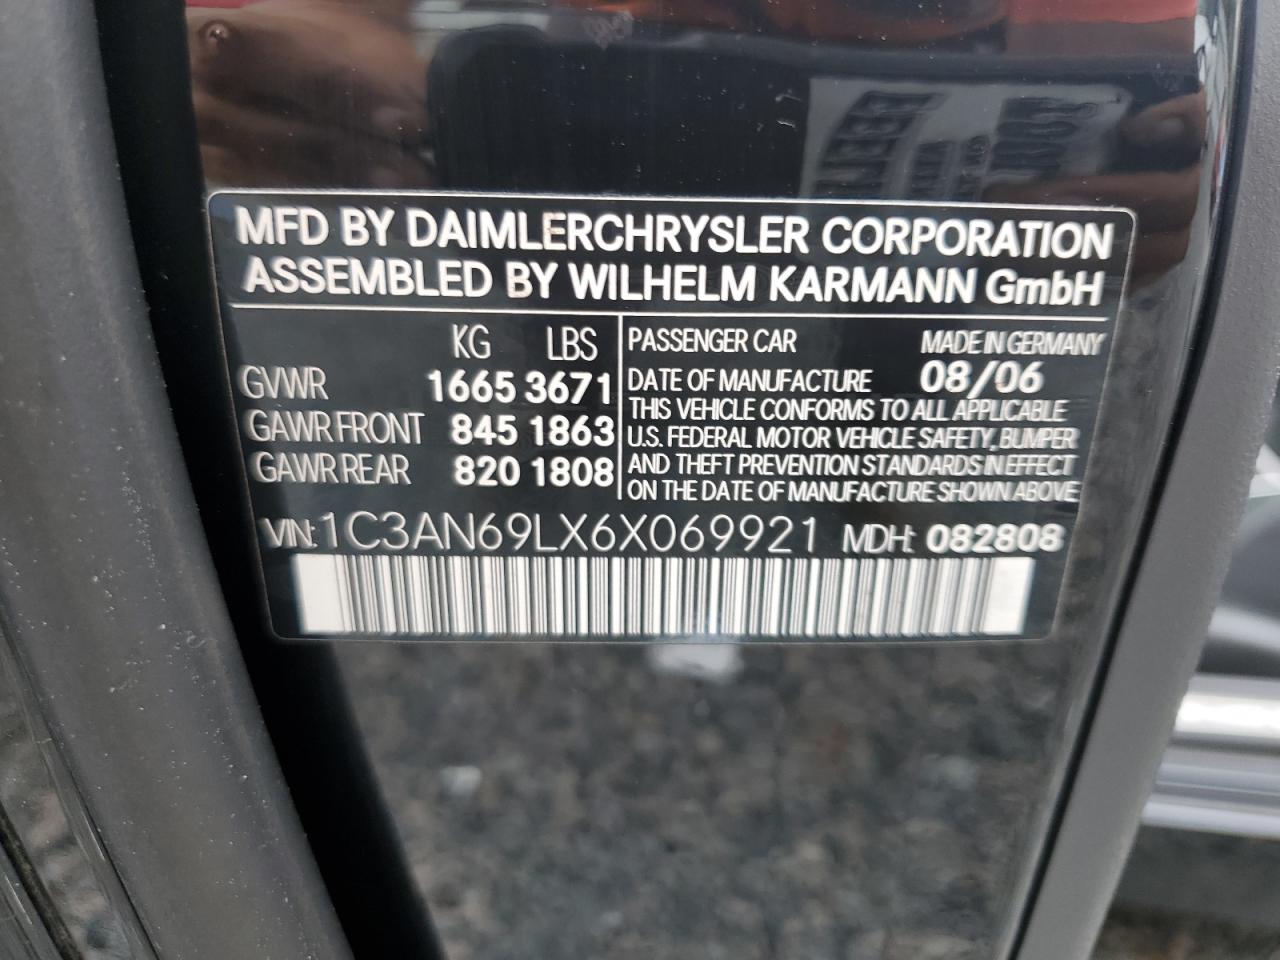 MFD BY DAIMLERCHRYSLER CORPORATION
ASSEMBLED BY WILHELM KARMANN GmbH
KG LBS
GVWR 1665 3671
GAWR FRONT 845 1863
GAWR REAR 820 1808
PASSENGER CAR MADE IN GERMANY
DATE OF MANUFACTURE 08/06
THIS VEHICLE CONFORMS TO ALL APPLICABLE
U.S. FEDERAL MOTOR VEHICLE SAFETY, BUMPER
AND THEFT PREVENTION STANDARDS IN EFFECT
ON THE DATE OF MANUFACTURE SHOWN ABOVE
VIN: 1C3AN69LX6X069921 MDH: 082808